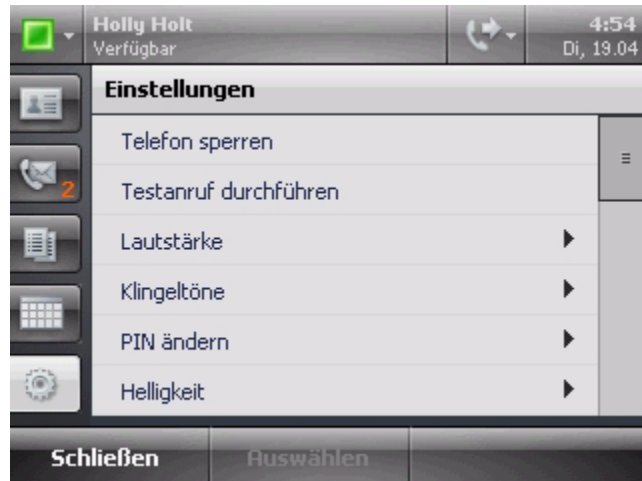 Holly Holt
Verfügbar
4:54
Di, 19.04
Einstellungen
Telefon sperren
2
Testanruf durchführen
Lautstärke
Klingeltöne
PIN ändern
Helligkeit
Schließen
Auswählen